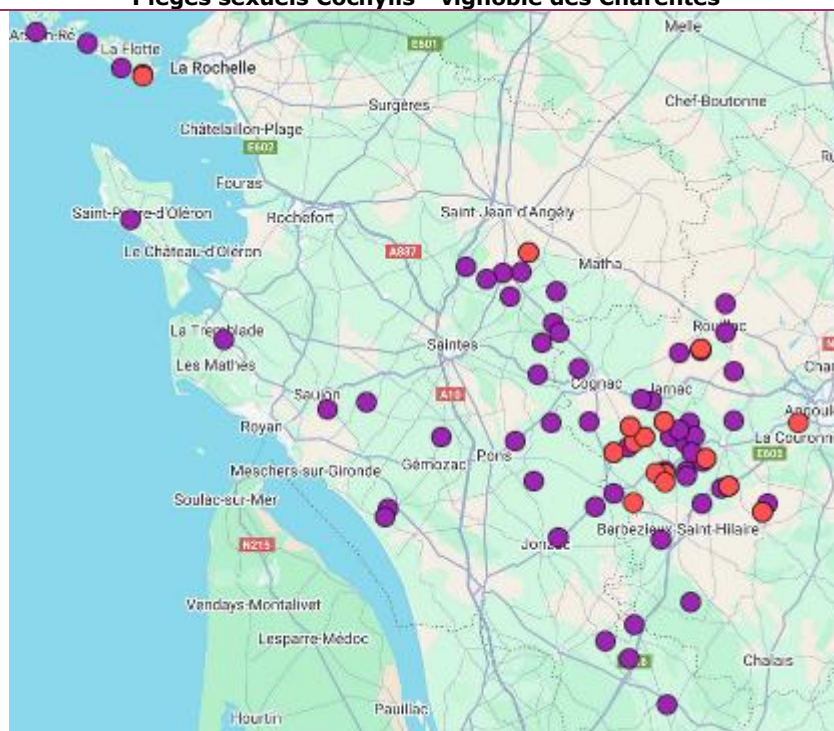 Pièges sexuels Cochylis - Vignoble des Charentes
Melle
La Flotte
E601
La Rochelle
Chef-Boutonne
Surgères
Châtelaillon-Plage
E602
Fouras
Rochefort
Saint-Jean-d'Angély
Le Château-d'Oléron
A837
Matha
La Tremblade
Saintes
Les Mathes
Cognac
Jarnac
A10
Saujon
Royan
La Couronne
E606
Gémozac
Pons
Meschers-sur-Gironde
Soulac-sur-Mer
Barbezieux-Saint-Hilaire
N215
Vendays-Montalivet
Lesparre-Médoc
Chalais
Pauillac
Hourtin